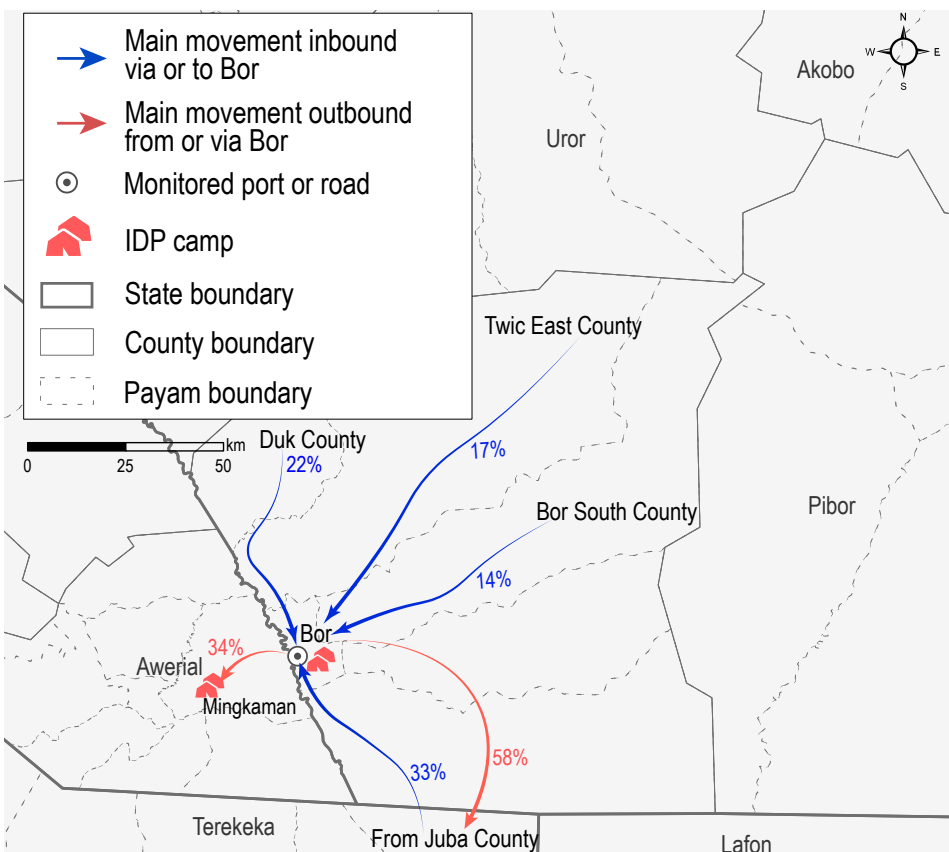 Main movement inbound
via or to Bor
Main movement outbound
from or via Bor
Monitored port or road
IDP camp
State boundary
County boundary
Payam boundary
km
0 25 50
N
W E
S
Akobo
Uror
Twic East County
Duk County
22%
17%
Bor South County
Pibor
14%
Bor
34%
Awerial
Mingkaman
58%
33%
Terekeka
From Juba County
Lafon